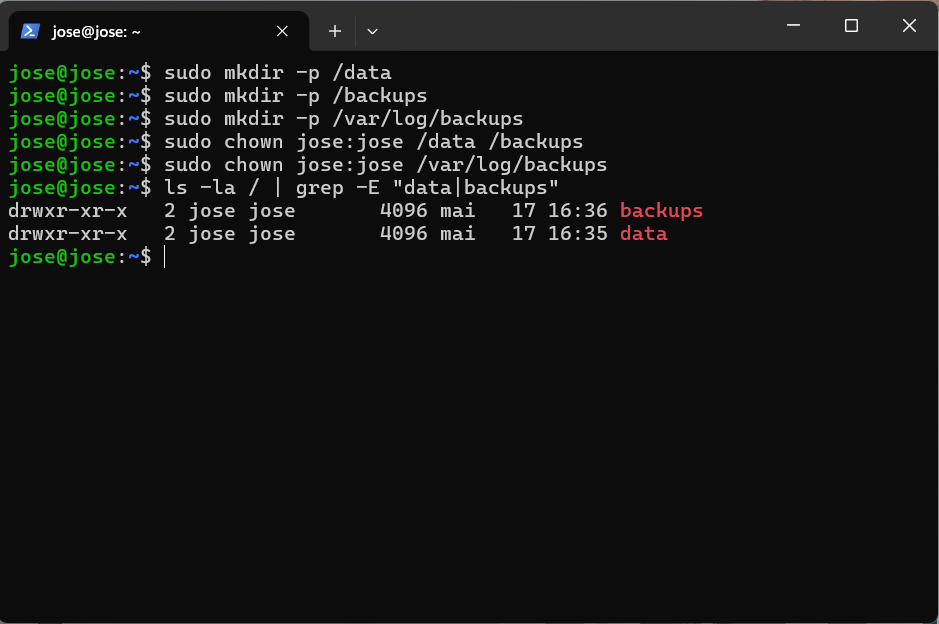 jose@jose: ~
jose@jose:~$ sudo mkdir -p /data
jose@jose:~$ sudo mkdir -p /backups
jose@jose:~$ sudo mkdir -p /var/log/backups
jose@jose:~$ sudo chown jose:jose /data /backups
jose@jose:~$ sudo chown jose:jose /var/log/backups
jose@jose:~$ ls -la / | grep -E "data|backups"
drwxr-xr-x   2 jose jose       4096 mai   17 16:36 backups
drwxr-xr-x   2 jose jose       4096 mai   17 16:35 data
jose@jose:~$